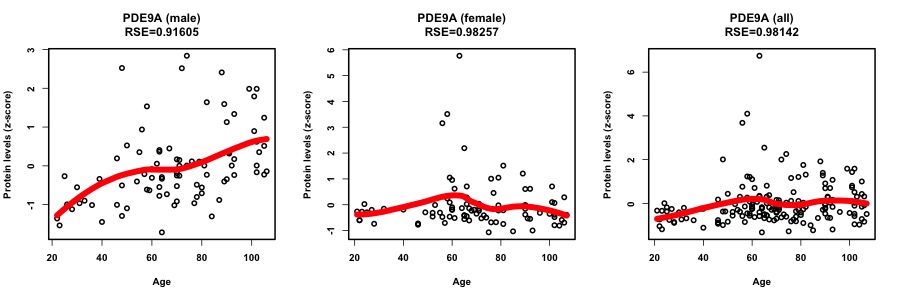 PDE9A (male)
RSE=0.91605
Protein levels (z-score)
3
2
1
0
-1
20 40 60 80 100
Age
PDE9A (female)
RSE=0.98257
Protein levels (z-score)
6
5
4
3
2
1
0
-1
20 40 60 80 100
Age
PDE9A (all)
RSE=0.98142
Protein levels (z-score)
6
4
2
0
20 40 60 80 100
Age